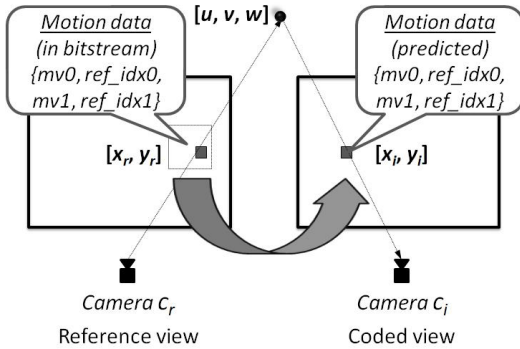 [u, v, w]
Motion data
(in bitstream)
{mv0, ref_idx0,
mv1, ref_idx1}
Motion data
(predicted)
{mv0, ref_idx0,
mv1, ref_idx1}
[xr, yr]
[xi, yi]
Camera cr
Reference view
Camera ci
Coded view